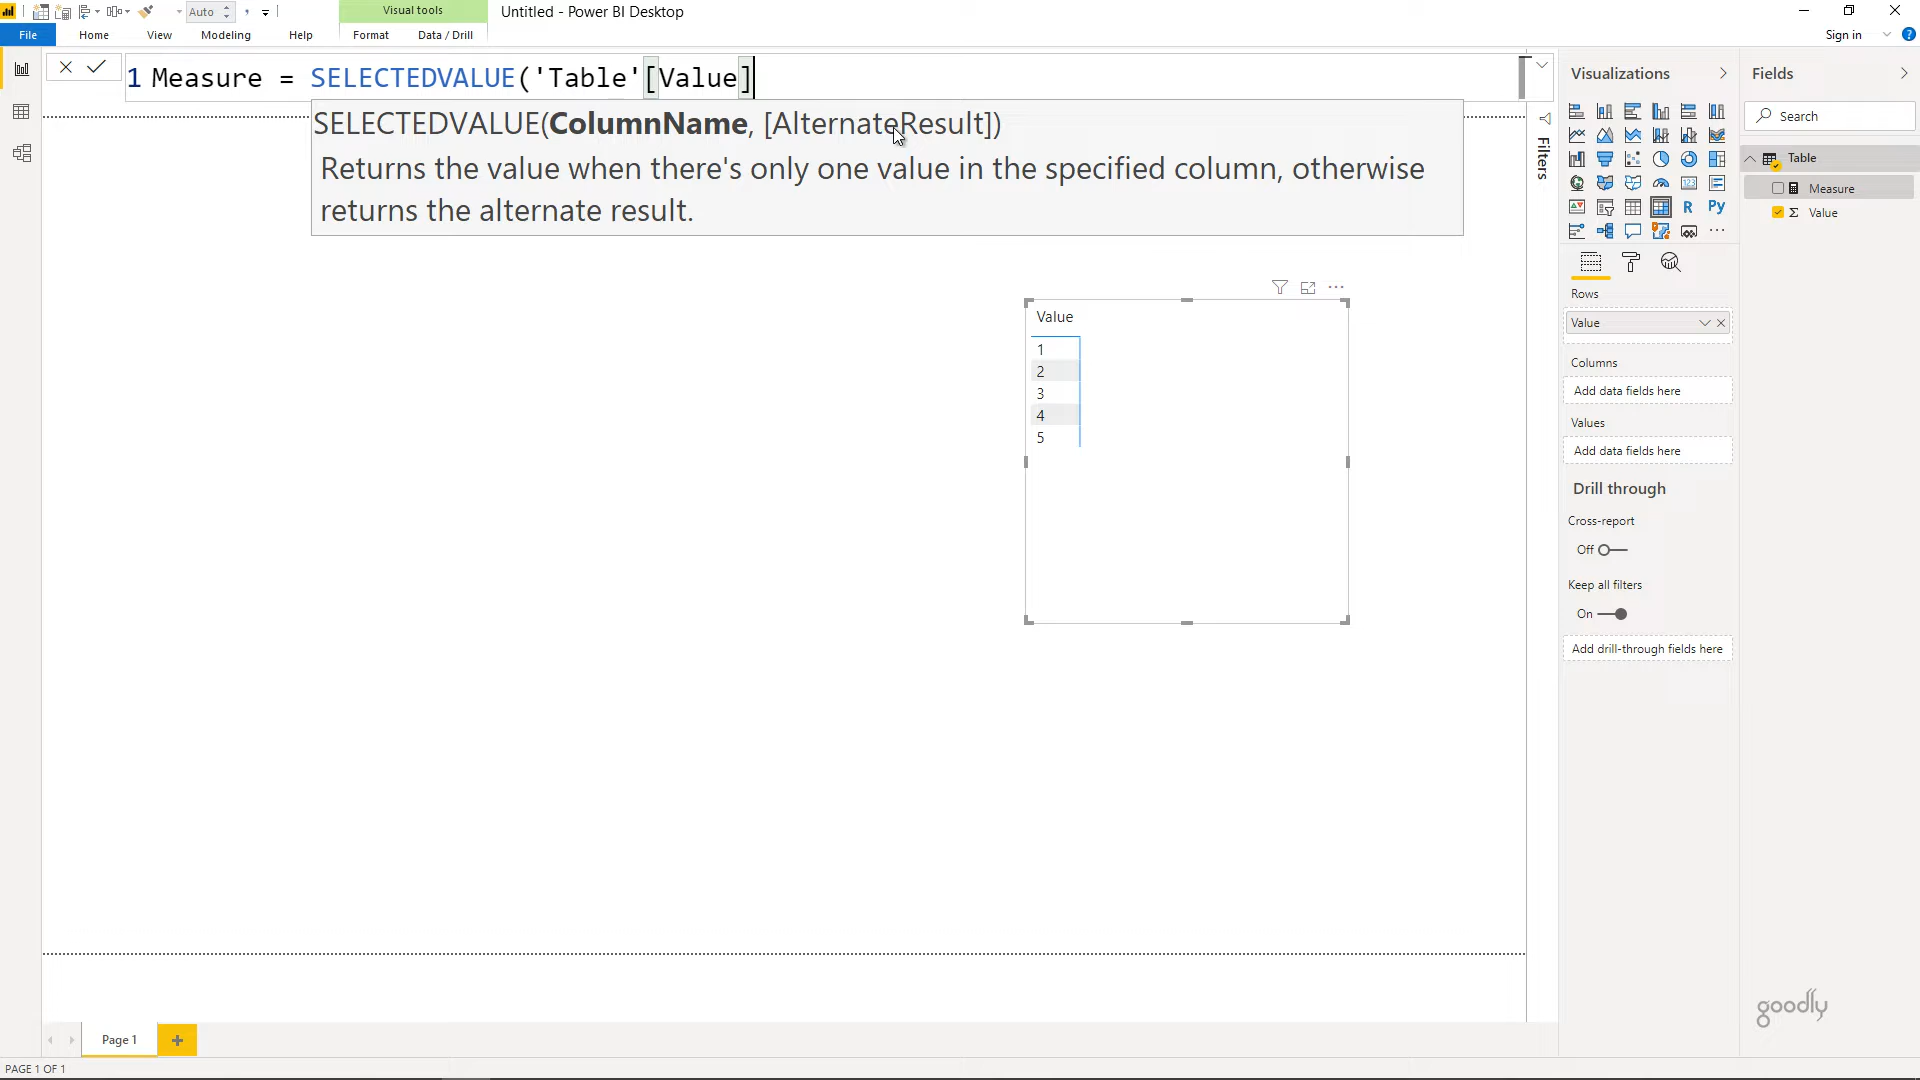 Auto
Visual tools
Untitled - Power BI Desktop
File
Home
View
Modeling
Help
Format
Data / Drill
Sign in
?
1 Measure = SELECTEDVALUE('Table'[Value]
SELECTEDVALUE(ColumnName, [AlternateResult])
Returns the value when there's only one value in the specified column, otherwise
returns the alternate result.
Filters
Value
1
2
3
4
5
Visualizations
R
Py
123
Rows
Value
Columns
Add data fields here
Values
Add data fields here
Drill through
Cross-report
Off
Keep all filters
On
Add drill-through fields here
Fields
Search
Table
Measure
Σ Value
goodly
Page 1
+
PAGE 1 OF 1